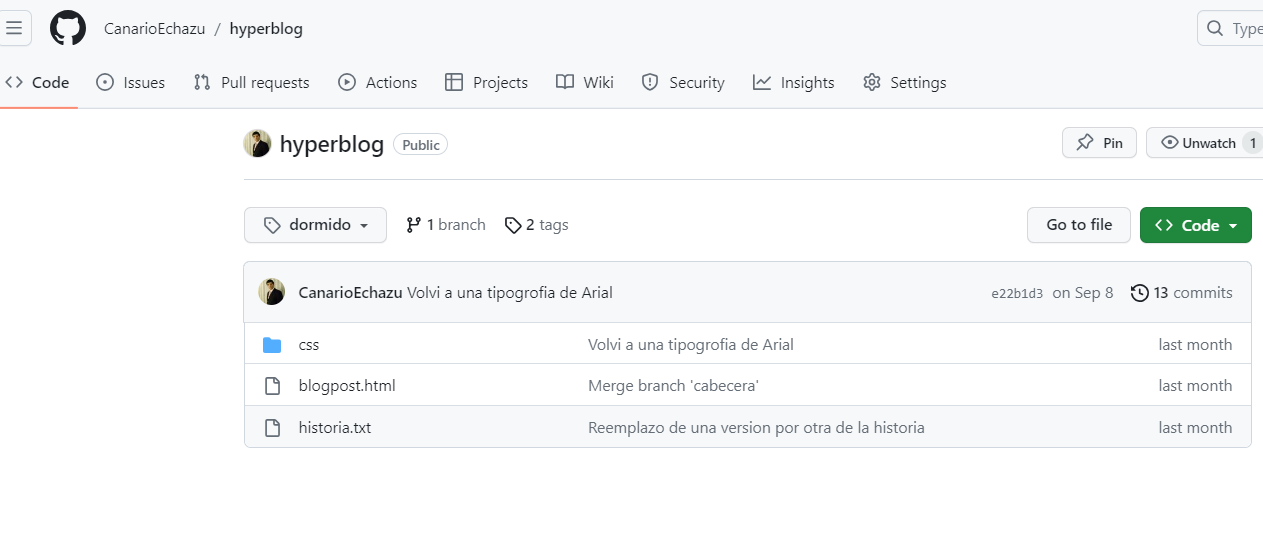 CanarioEchazu / hyperblog Type
Code Issues Pull requests Actions Projects Wiki Security Insights Settings
hyperblog Public Pin Unwatch 1
dormido 1 branch 2 tags Go to file Code
CanarioEchazu Volvi a una tipogrofia de Arial e22b1d3 on Sep 8 13 commits
css Volvi a una tipogrofia de Arial last month
blogpost.html Merge branch 'cabecera' last month
historia.txt Reemplazo de una version por otra de la historia last month